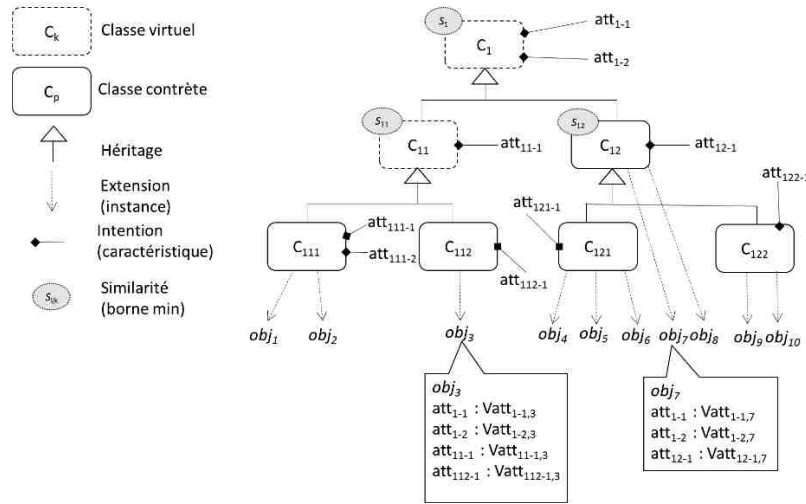 C_k Classe virtuel
C_p Classe contrète
Héritage
Extension
(instance)
Intention
(caractéristique)
s_ijk Similarité
(borne min)
s_1
C_1
att_1-1
att_1-2
s_11
C_11
att_11-1
s_12
C_12
att_12-1
att_122-1
att_121-1
C_111
att_111-1
att_111-2
C_112
att_112-1
C_121
C_122
obj_1 obj_2 obj_3 obj_4 obj_5 obj_6 obj_7 obj_8 obj_9 obj_10
obj_3
att_1-1 : Vatt_1-1,3
att_1-2 : Vatt_1-2,3
att_11-1 : Vatt_11-1,3
att_112-1 : Vatt_112-1,3
obj_7
att_1-1 : Vatt_1-1,7
att_1-2 : Vatt_1-2,7
att_12-1 : Vatt_12-1,7